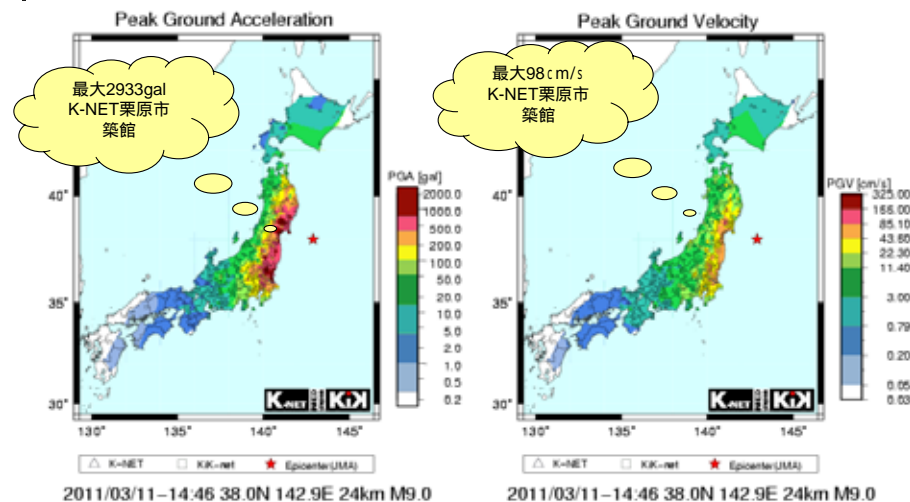 Peak Ground Acceleration
最大2933gal
K-NET栗原市
築館
PGA [gal]
2000.0
1000.0
500.0
200.0
100.0
50.0
20.0
10.0
5.0
2.0
1.0
0.5
0.2
40°
35°
30°
130°
135°
140°
145°
K-NET
KiK
K-NET
KiK-net
Epicenter(JMA)
2011/03/11-14:46 38.0N 142.9E 24km M9.0
Peak Ground Velocity
最大98cm/s
K-NET栗原市
築館
PGV [cm/s]
325.00
166.00
85.10
43.60
22.30
11.40
3.00
0.79
0.20
0.05
0.03
40°
35°
30°
130°
135°
140°
145°
K-NET
KiK
K-NET
KiK-net
Epicenter(JMA)
2011/03/11-14:46 38.0N 142.9E 24km M9.0